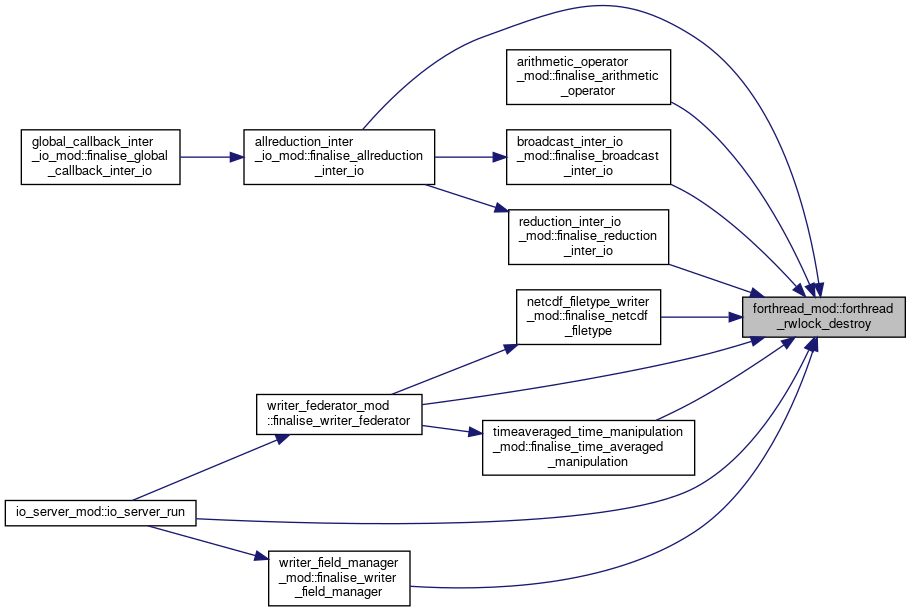 arithmetic_operator
_mod::finalise_arithmetic
_operator
global_callback_inter
_io_mod::finalise_global
_callback_inter_io
allreduction_inter
_io_mod::finalise_allreduction
_inter_io
broadcast_inter_io
_mod::finalise_broadcast
_inter_io
reduction_inter_io
_mod::finalise_reduction
_inter_io
netcdf_filetype_writer
_mod::finalise_netcdf
_filetype
forthread_mod::forthread
_rwlock_destroy
writer_federator_mod
::finalise_writer_federator
timeaveraged_time_manipulation
_mod::finalise_time_averaged
_manipulation
io_server_mod::io_server_run
writer_field_manager
_mod::finalise_writer
_field_manager